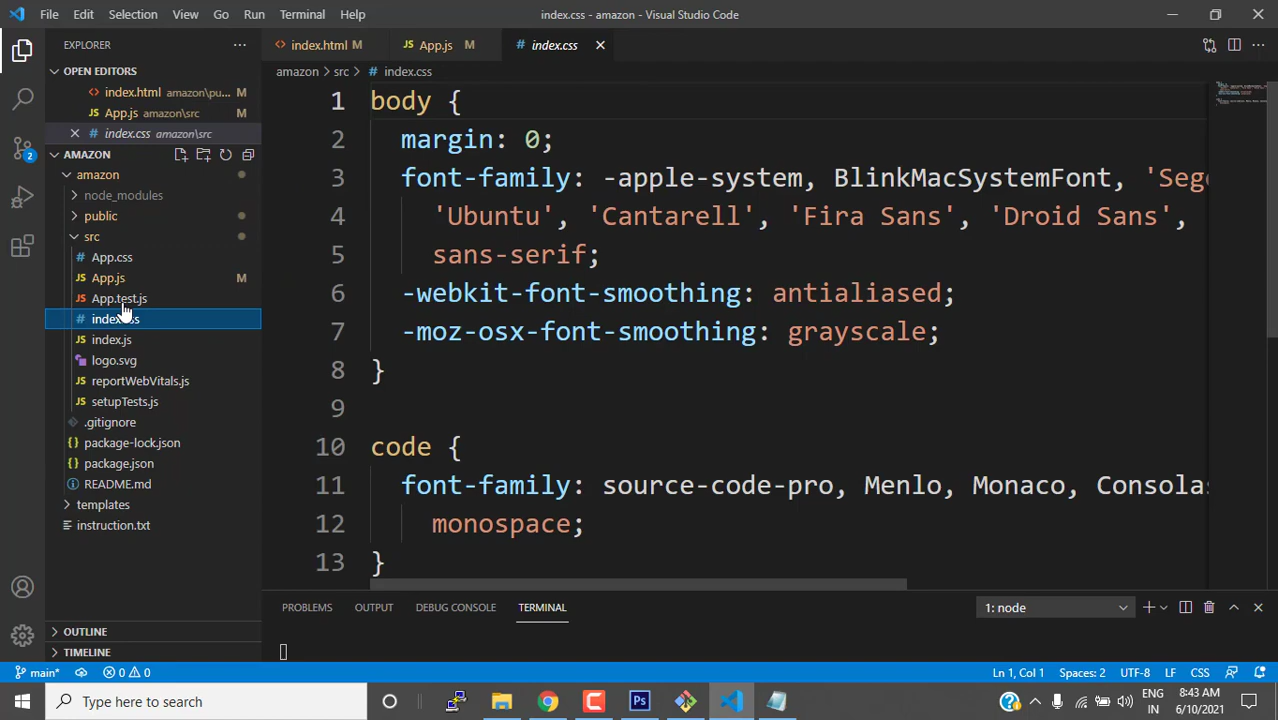 File Edit Selection View Go Run Terminal Help
index.css - amazon - Visual Studio Code
EXPLORER
OPEN EDITORS
index.html amazon\pu... M
App.js amazon\src M
index.css amazon\src
AMAZON
amazon
node_modules
public
src
App.css
App.js M
App.test.js
index.css
index.js
logo.svg
reportWebVitals.js
setupTests.js
.gitignore
package-lock.json
package.json
README.md
templates
instruction.txt
OUTLINE
TIMELINE
index.html M App.js M index.css
amazon > src > # index.css
1 body {
2 margin: 0;
3 font-family: -apple-system, BlinkMacSystemFont, 'Sego
4 'Ubuntu', 'Cantarell', 'Fira Sans', 'Droid Sans',
5 sans-serif;
6 -webkit-font-smoothing: antialiased;
7 -moz-osx-font-smoothing: grayscale;
8 }
9
10 code {
11 font-family: source-code-pro, Menlo, Monaco, Consolas
12 monospace;
13 }
PROBLEMS OUTPUT DEBUG CONSOLE TERMINAL
1: node
2
main* 0 0
Ln 1, Col 1 Spaces: 2 UTF-8 LF CSS
Type here to search
Ps
ENG
IN
8:43 AM
6/10/2021